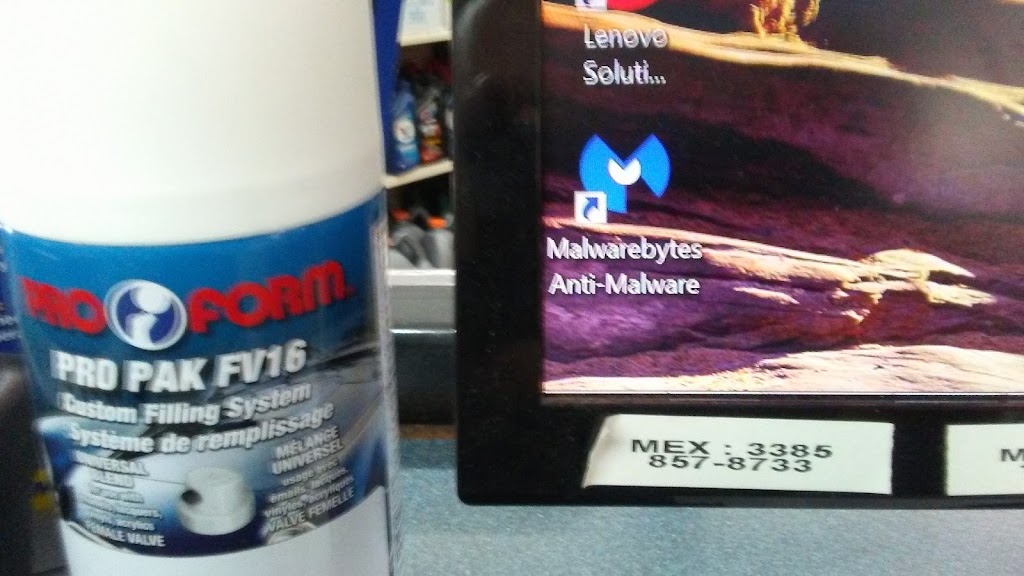 PRO FORM
PRO PAK FV16
Custom Filling System
Système de remplissage
UNIVERSAL
BLEND
FEMALE VALVE
MÉLANGE
UNIVERSEL
VALVE FEMELLE
Lenovo
Soluti...
Malwarebytes
Anti-Malware
MEX : 3385
857-8733
M